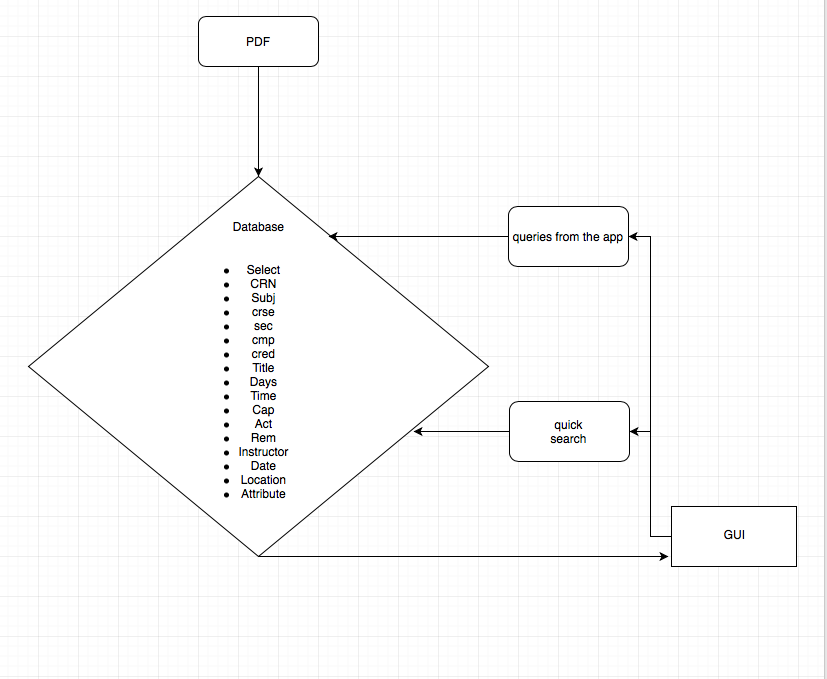 PDF
Database
queries from the app
Select
CRN
Subj
crse
sec
cmp
cred
Title
Days
Time
Cap
Act
Rem
Instructor
Date
Location
Attribute
quick
search
GUI